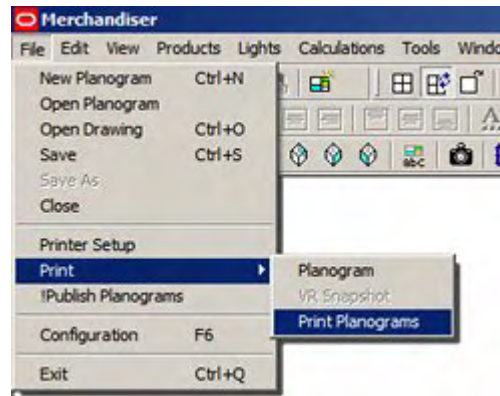 Merchandiser
File Edit View Products Lights Calculations Tools Windo
New Planogram Ctrl+N
Open Planogram
Open Drawing Ctrl+O
Save Ctrl+S
Save As
Close
Printer Setup
Print
Planogram
!Publish Planograms
VR Snapshot
Print Planograms
Configuration F6
Exit Ctrl+Q
abc